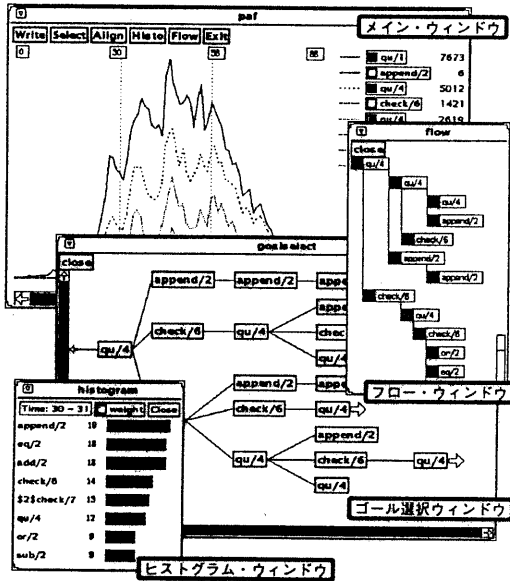 paf
メイン・ウィンドウ
Write Select Align Histo Flow Exit
0 30 58 88
qu/1 7673
append/2 6
qu/4 5012
check/6 1421
qu/4 2619
flow
close
qu/4
qu/4
qu/4
append/2
check/6
append/2
append/2
check/6
qu/4
check/6
or/2
eq/2
フロー・ウィンドウ
goalselect
close
append/2 append/2
check/6 qu/4
qu/4
qu/4
append/2
check/6 qu/4
append/2
qu/4 check/6 qu/4
qu/4
ゴール選択ウィンドウ
histogram
Time: 30 - 31 weight Close
append/2 19
eq/2 18
add/2 18
check/6 14
$2$check/7 13
qu/4 12
or/2 9
sub/2 9
ヒストグラム・ウィンドウ